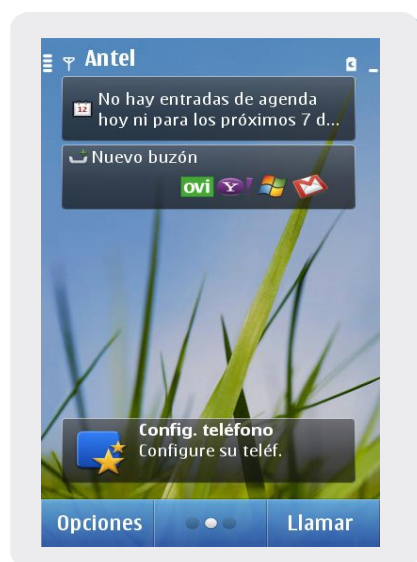 Antel
12
No hay entradas de agenda
hoy ni para los próximos 7 d...
Nuevo buzón
ovi Y!
Config. teléfono
Configure su teléf.
Opciones
Llamar